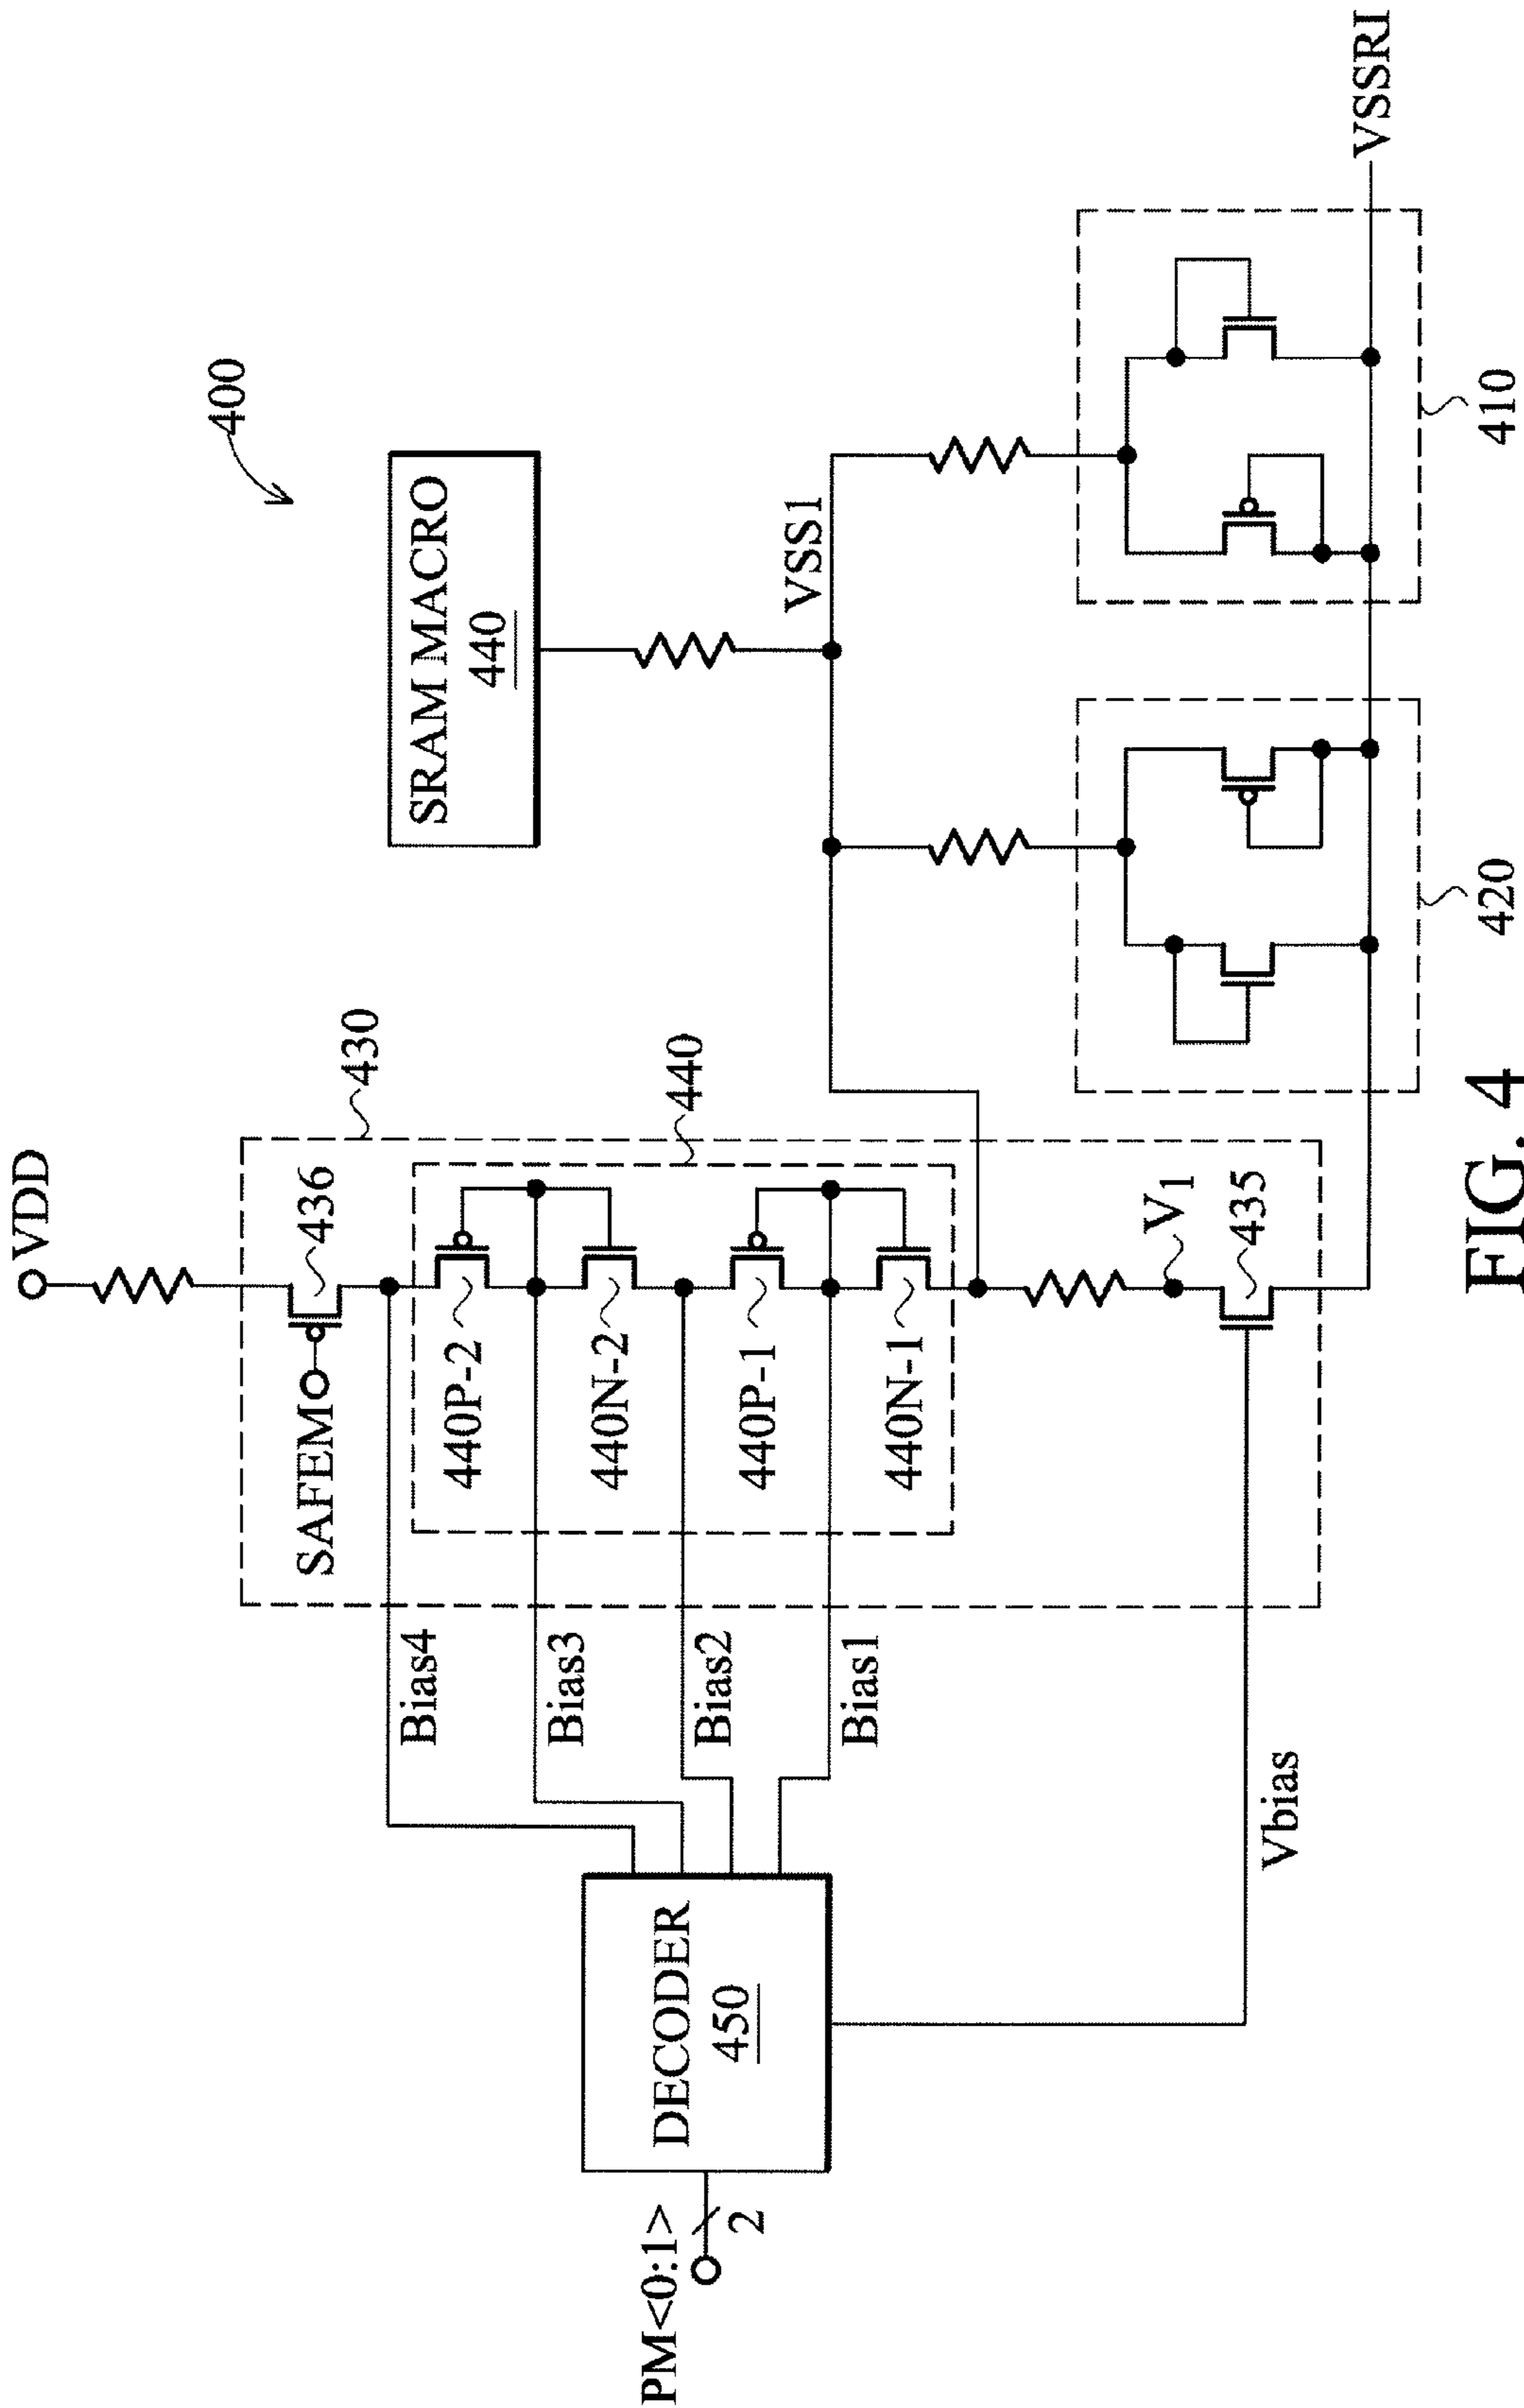 400
VDD
SRAM MACRO
440
430
436
SAFEM
440
440P-2
440N-2
440P-1
440N-1
Bias4
Bias3
Bias2
Bias1
VSS1
DECODER
450
PM<0:1>
2
V1
435
Vbias
VSSRI
420
410
FIG. 4